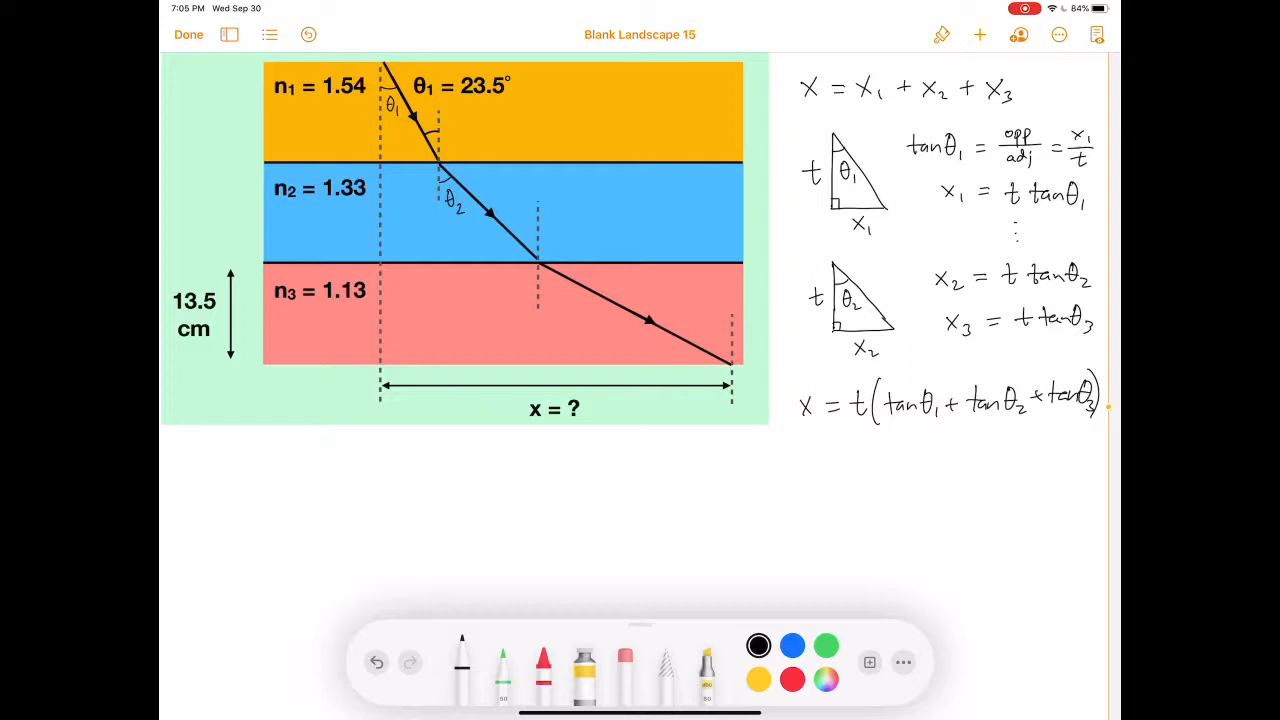 7:05 PM Wed Sep 30
84%
Done
Blank Landscape 15
n₁ = 1.54
θ₁ = 23.5°
θ₁
n₂ = 1.33
θ₂
n₃ = 1.13
13.5
cm
x = ?
x = x₁ + x₂ + x₃
t θ₁ x₁
tanθ₁ = opp/adj = x₁/t
x₁ = t tanθ₁
⋮
t θ₂ x₂
x₂ = t tanθ₂
x₃ = t tanθ₃
x = t(tanθ₁ + tanθ₂ + tanθ₃)
50
50